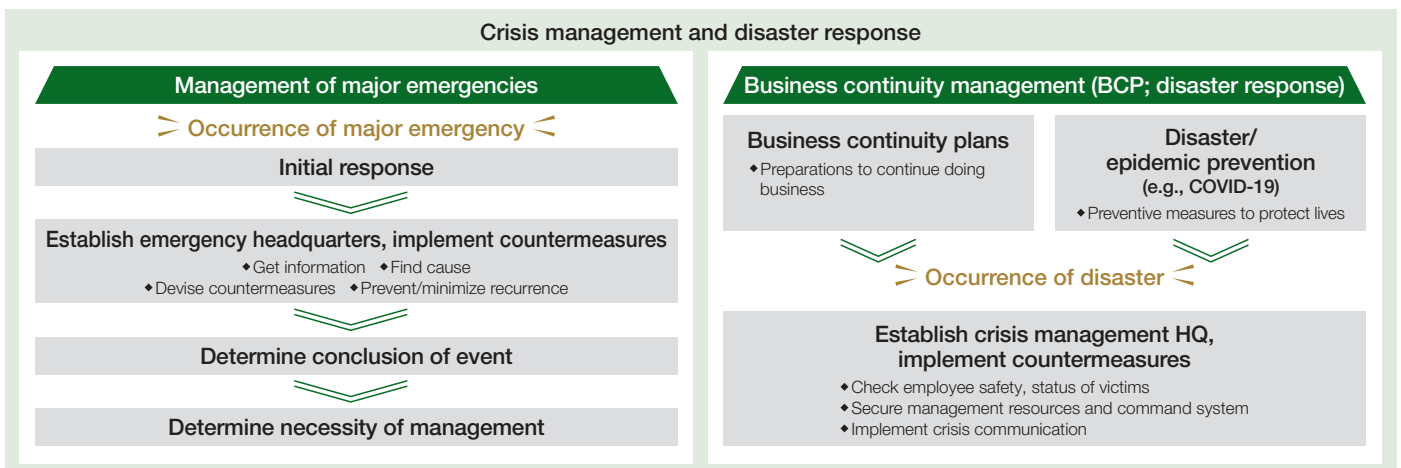 Crisis management and disaster response
Management of major emergencies
Occurrence of major emergency
Initial response
Establish emergency headquarters, implement countermeasures
◆Get information ◆Find cause
◆Devise countermeasures ◆Prevent/minimize recurrence
Determine conclusion of event
Determine necessity of management
Business continuity management (BCP; disaster response)
Business continuity plans
◆Preparations to continue doing
business
Disaster/
epidemic prevention
(e.g., COVID-19)
◆Preventive measures to protect lives
Occurrence of disaster
Establish crisis management HQ,
implement countermeasures
◆Check employee safety, status of victims
◆Secure management resources and command system
◆Implement crisis communication